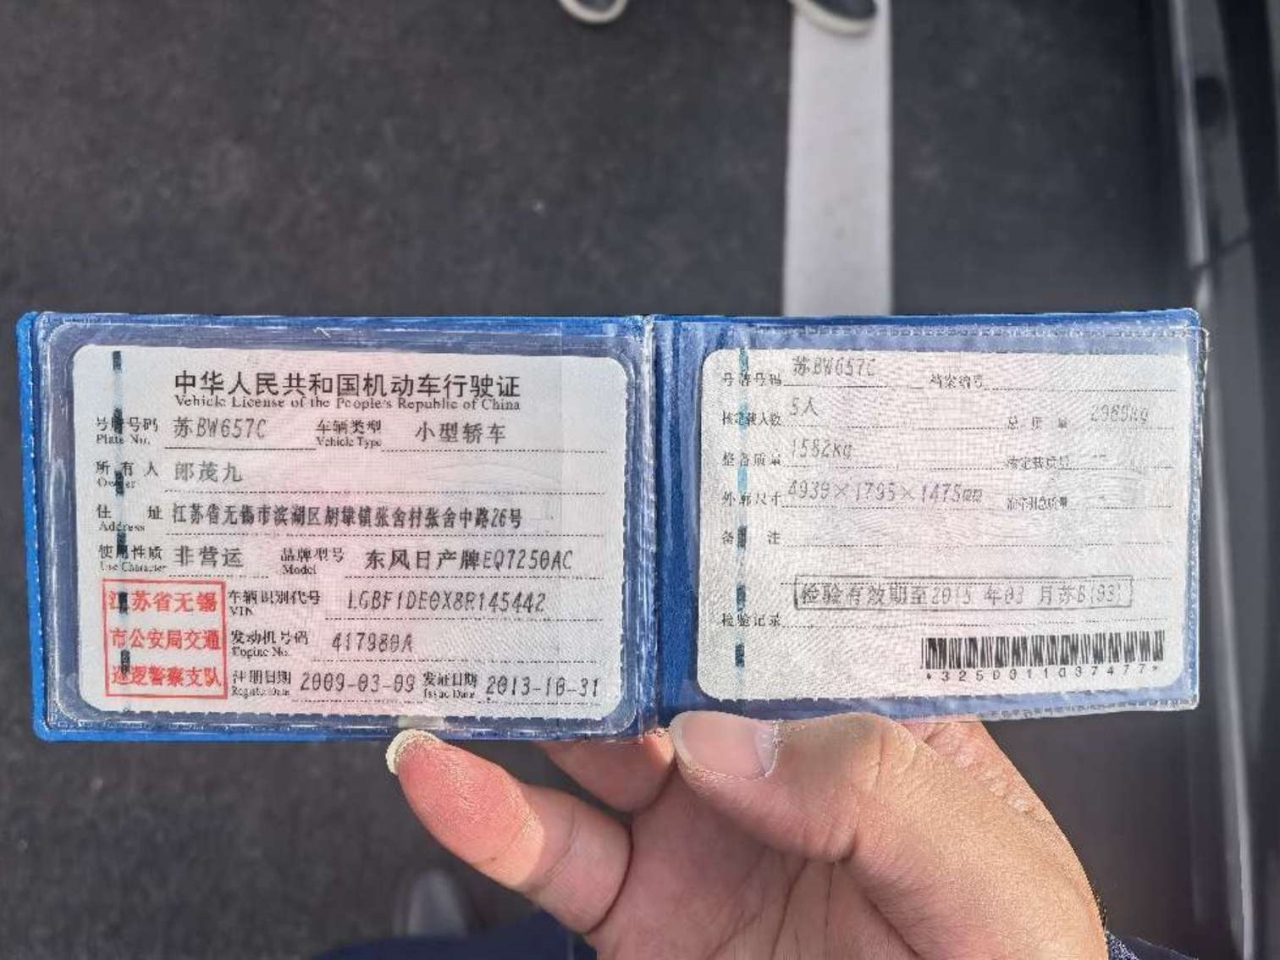 中华人民共和国机动车行驶证
Vehicle License of the People's Republic of China
号牌号码 苏BW657C 车辆类型 小型轿车
Plate No. Vehicle Type
所有人 郎茂九
Owner
住址 江苏省无锡市滨湖区胡埭镇张舍村张舍中路26号
Address
使用性质 非营运 品牌型号 东风日产牌EQ7250AC
Use Character Model
江苏省无锡
市公安局交通
巡逻警察支队
车辆识别代号 LGBF1DE0X8R145442
VIN
发动机号码 417980A
Engine No.
注册日期 2009-03-09 发证日期 2013-10-31
Register Date Issue Date
号牌号码 苏BW657C 档案编号
核定载人数 5人 总质量
整备质量 1582kg 核定载质量 --
外廓尺寸 4939×1795×1475mm 准牵引总质量
备注
检验有效期至2015年03月苏B(93)
检验记录